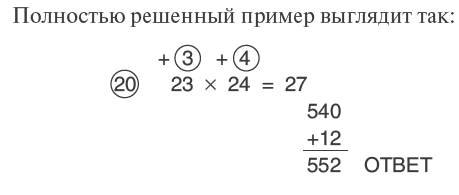 Полностью решенный пример выглядит так:
+ 3 + 4
20 23 × 24 = 27
540
+12
552 ОТВЕТ